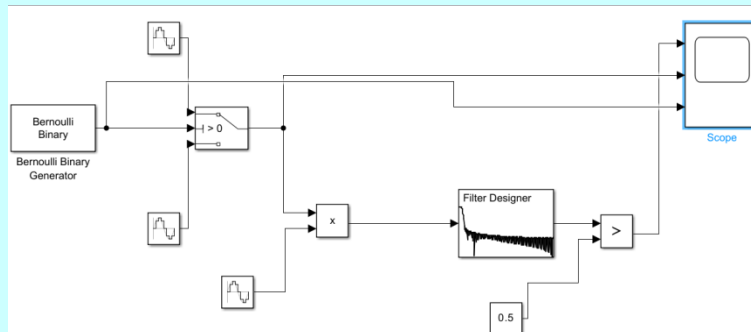 Bernoulli
Binary
Bernoulli Binary
Generator
> 0
Scope
x
Filter Designer
>
0.5